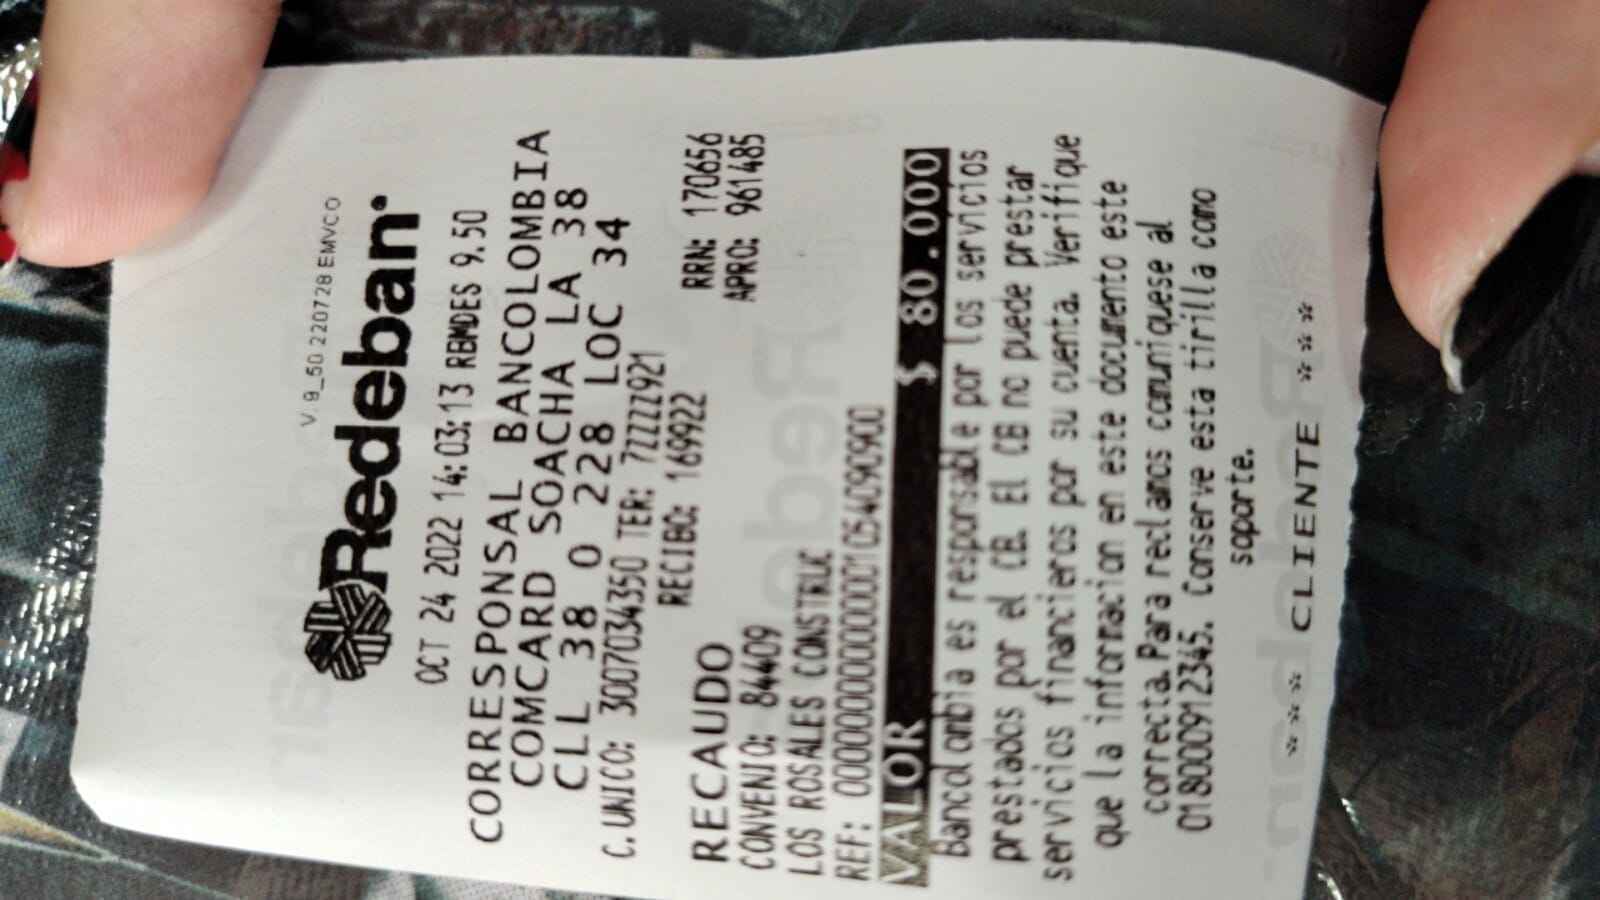 V. 9_50 220728 EMVCO
Redeban
OCT 24 2022 14:03:13 RBMDES 9.50
CORRESPONSAL BANCOLOMBIA
COMCARD SOACHA LA 38
CLL 38 0 228 LOC 34
C. UNICO: 3007034350 TER: ZZZZZ921
RECIBO: 169922 RRN: 170656
APRO: 961485
RECAUDO
CONVENIO: 84409
LOS ROSALES CONSTRUC
REF: 
VALOR $ 80.000
Bancolombia es responsable por los servicios
prestados por el CB. El CB no puede prestar
servicios financieros por su cuenta. Verifique
que la informacion en este documento este
correcta.Para reclamos comuniquese al
018000912345. Conserve esta tirilla como
soporte.
*** CLIENTE ***